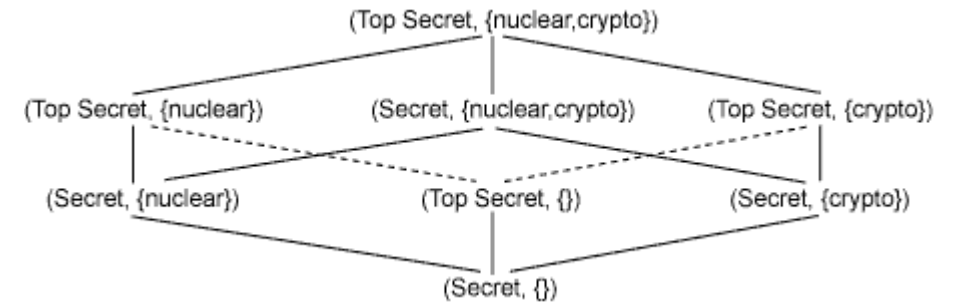 (Top Secret, {nuclear,crypto})
(Top Secret, {nuclear}) (Secret, {nuclear,crypto}) (Top Secret, {crypto})
(Secret, {nuclear}) (Top Secret, {}) (Secret, {crypto})
(Secret, {})